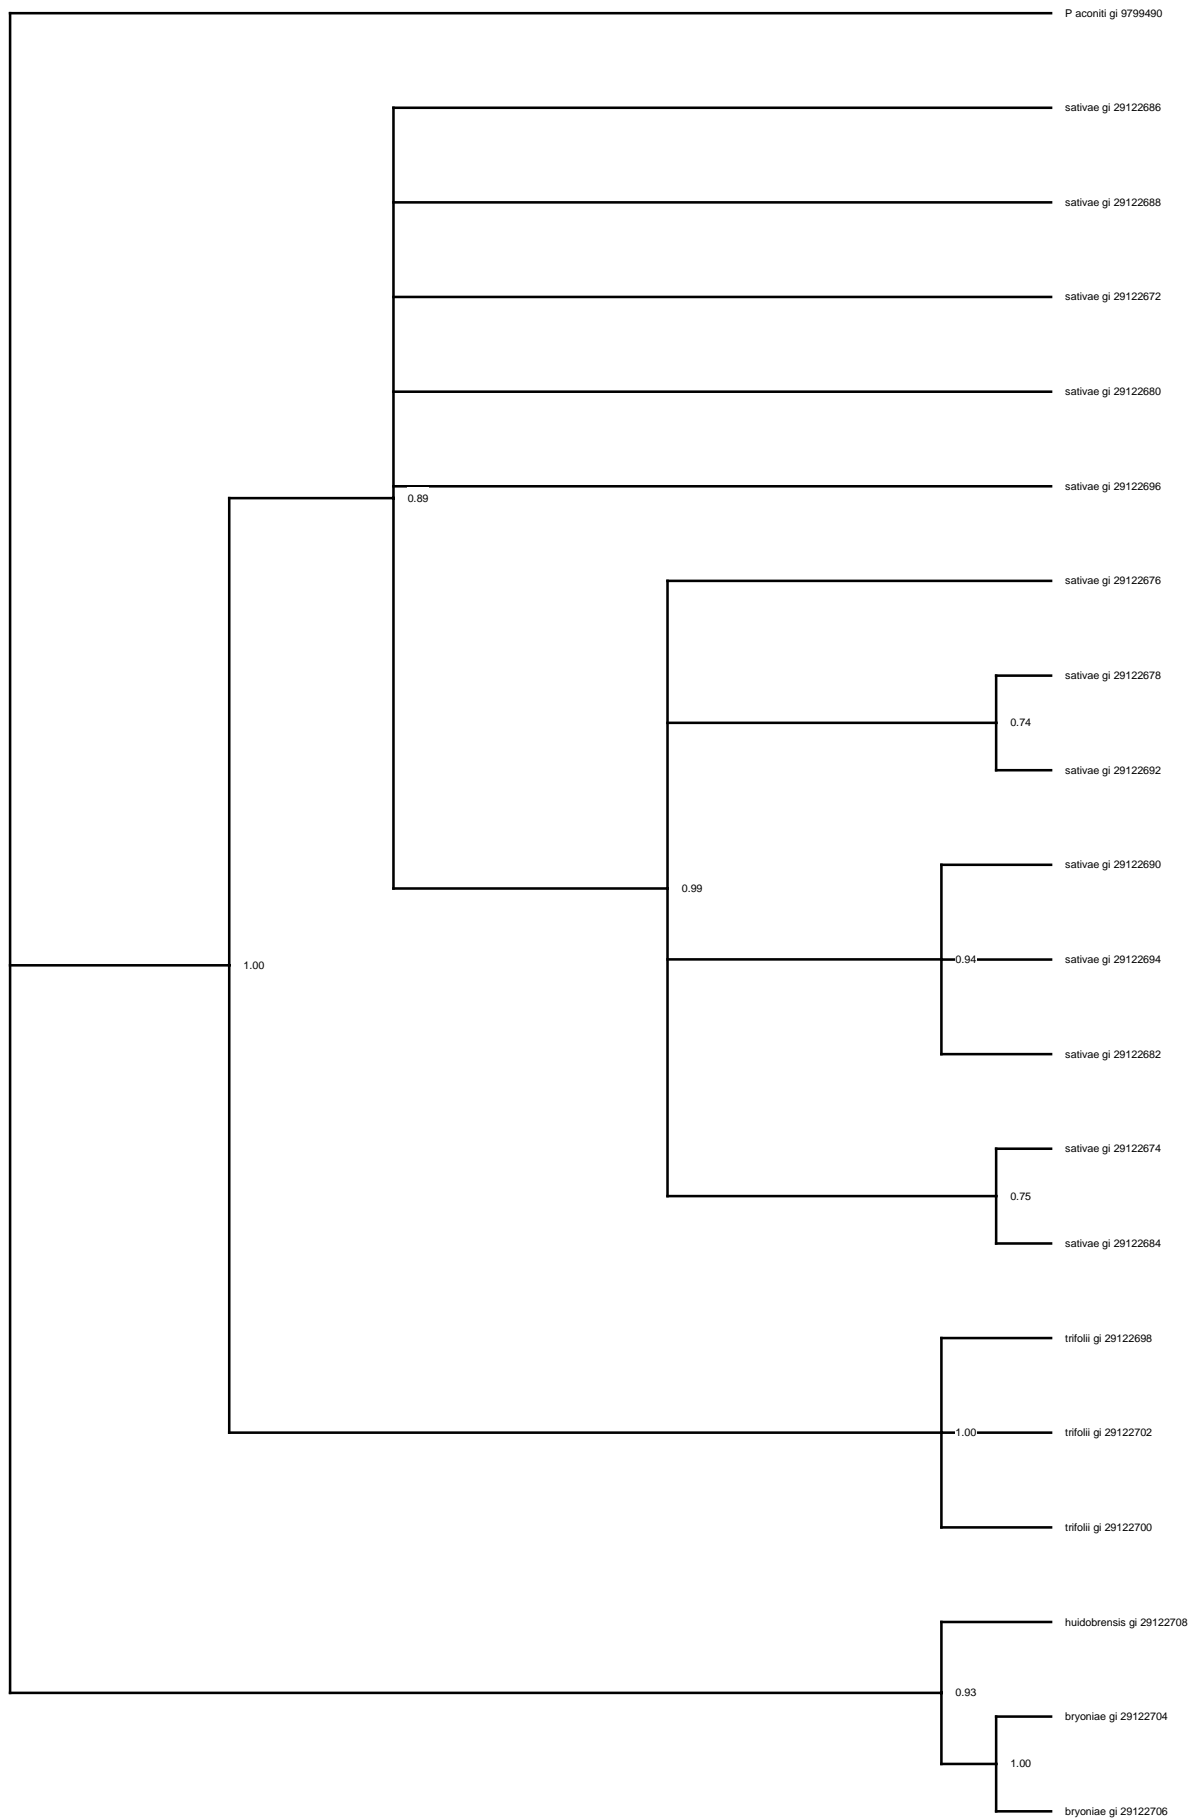 P aconiti gi 9799490
sativae gi 29122686
sativae gi 29122688
sativae gi 29122672
sativae gi 29122680
sativae gi 29122696
0.89
sativae gi 29122676
sativae gi 29122678
0.74
sativae gi 29122692
sativae gi 29122690
0.99
sativae gi 29122694
0.94
1.00
sativae gi 29122682
sativae gi 29122674
0.75
sativae gi 29122684
trifolii gi 29122698
1.00
trifolii gi 29122702
trifolii gi 29122700
huidobrensis gi 29122708
0.93
bryoniae gi 29122704
1.00
bryoniae gi 29122706